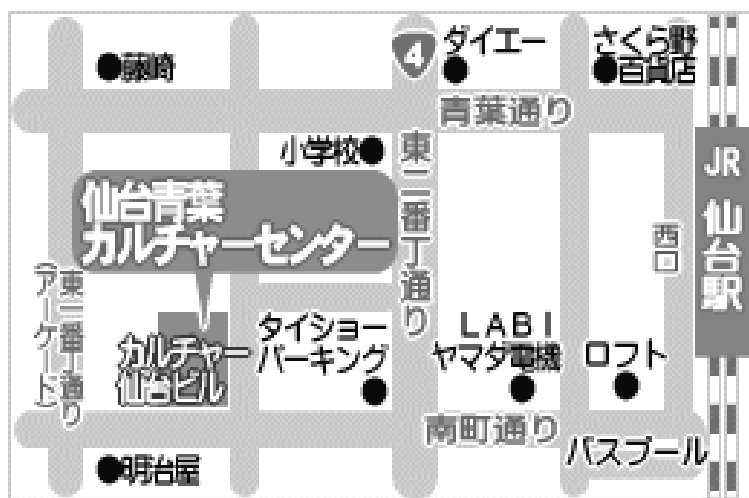 ●藤崎
4
ダイエー
●
さくら野
●百貨店
青葉通り
小学校●
東二番丁通り
JR 仙台駅
西口
仙台青葉
カルチャーセンター
東一番丁通り
(アーケード)
カルチャー
仙台ビル
タイショー
パーキング
●
LABI
ヤマダ電機
●
ロフト
●
南町通り
バスプール
●明治屋